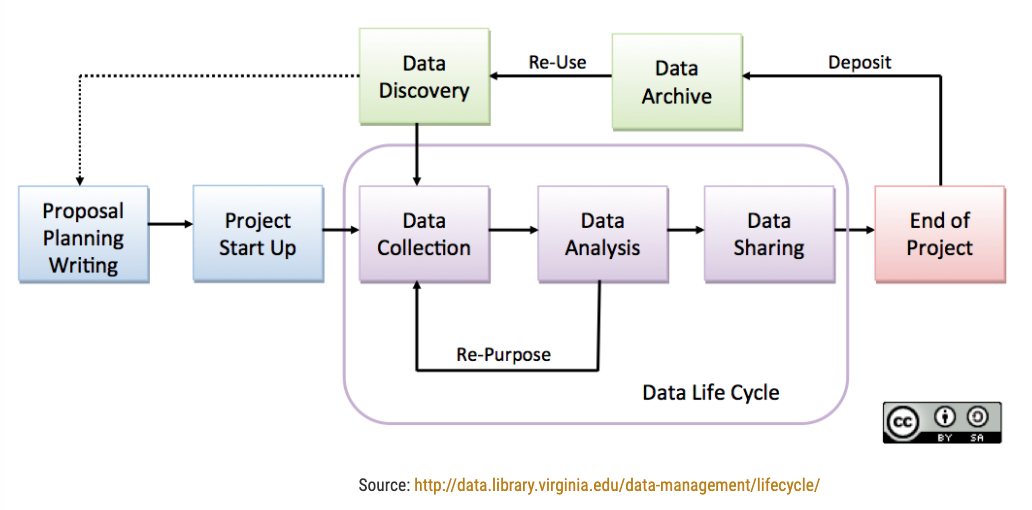 Data
Discovery
Re-Use
Data
Archive
Deposit
Proposal
Planning
Writing
Project
Start Up
Data
Collection
Data
Analysis
Data
Sharing
End of
Project
Re-Purpose
Data Life Cycle
cc
BY SA
Source: http://data.library.virginia.edu/data-management/lifecycle/